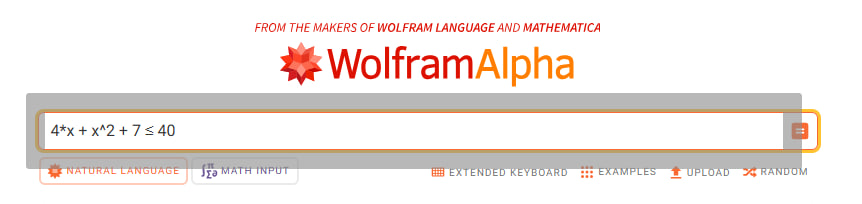 FROM THE MAKERS OF WOLFRAM LANGUAGE AND MATHEMATICA
WolframAlpha
4*x + x^2 + 7 ≤ 40
NATURAL LANGUAGE
∫Σ∂π MATH INPUT
EXTENDED KEYBOARD
EXAMPLES
UPLOAD
RANDOM